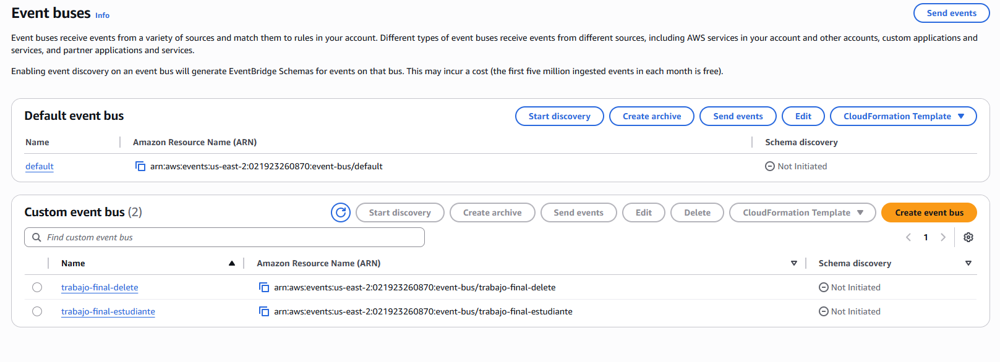 Event buses Info
Send events
Event buses receive events from a variety of sources and match them to rules in your account. Different types of event buses receive events from different sources, including AWS services in your account and other accounts, custom applications and
services, and partner applications and services.
Enabling event discovery on an event bus will generate EventBridge Schemas for events on that bus. This may incur a cost (the first five million ingested events in each month is free).
Default event bus
Start discovery Create archive Send events Edit CloudFormation Template
Name Amazon Resource Name (ARN) Schema discovery
default arn:aws:events:us-east-2:021923260870:event-bus/default Not Initiated
Custom event bus (2)
Start discovery Create archive Send events Edit Delete CloudFormation Template Create event bus
Find custom event bus
1
Name Amazon Resource Name (ARN) Schema discovery
trabajo-final-delete arn:aws:events:us-east-2:021923260870:event-bus/trabajo-final-delete Not Initiated
trabajo-final-estudiante arn:aws:events:us-east-2:021923260870:event-bus/trabajo-final-estudiante Not Initiated